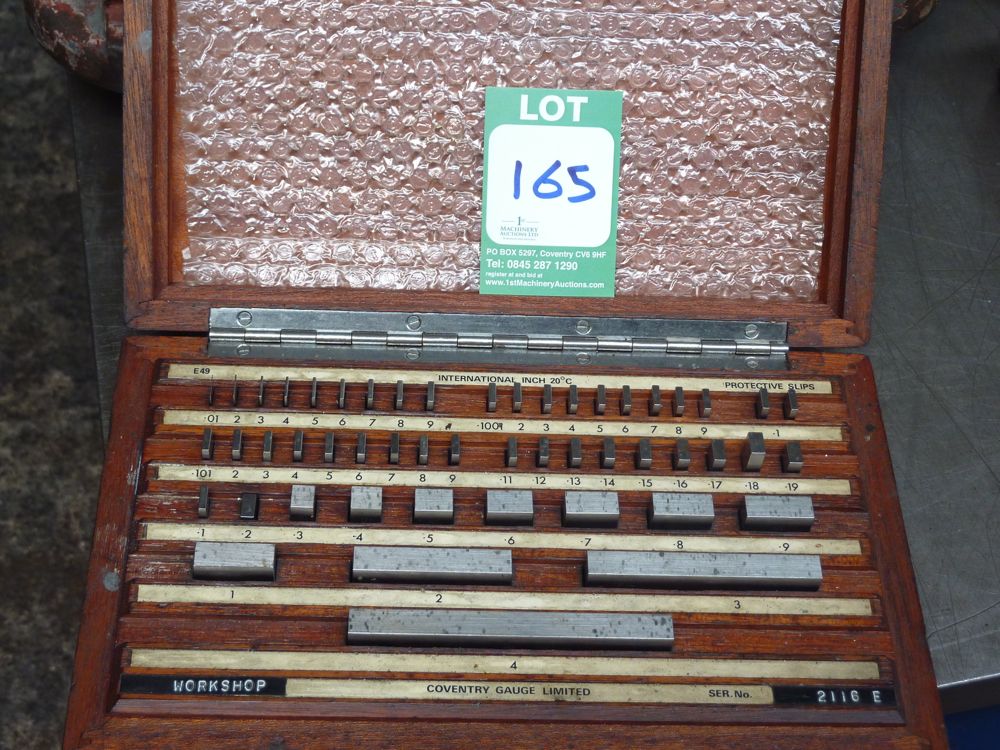 LOT
165
1st
MACHINERY
AUCTIONS LTD
PO BOX 5297, Coventry CV6 9HF
Tel: 0845 287 1290
register at and bid at
www.1stMachineryAuctions.com
E49 INTERNATIONAL INCH 20°C PROTECTIVE SLIPS
·01 2 3 4 5 6 7 8 9 ·1001 2 3 4 5 6 7 8 9 ·1
·101 2 3 4 5 6 7 8 9 ·11 ·12 ·13 ·14 ·15 ·16 ·17 ·18 ·19
·1 ·2 ·3 ·4 ·5 ·6 ·7 ·8 ·9
1 2 3
4
WORKSHOP COVENTRY GAUGE LIMITED SER. No. 2116 E